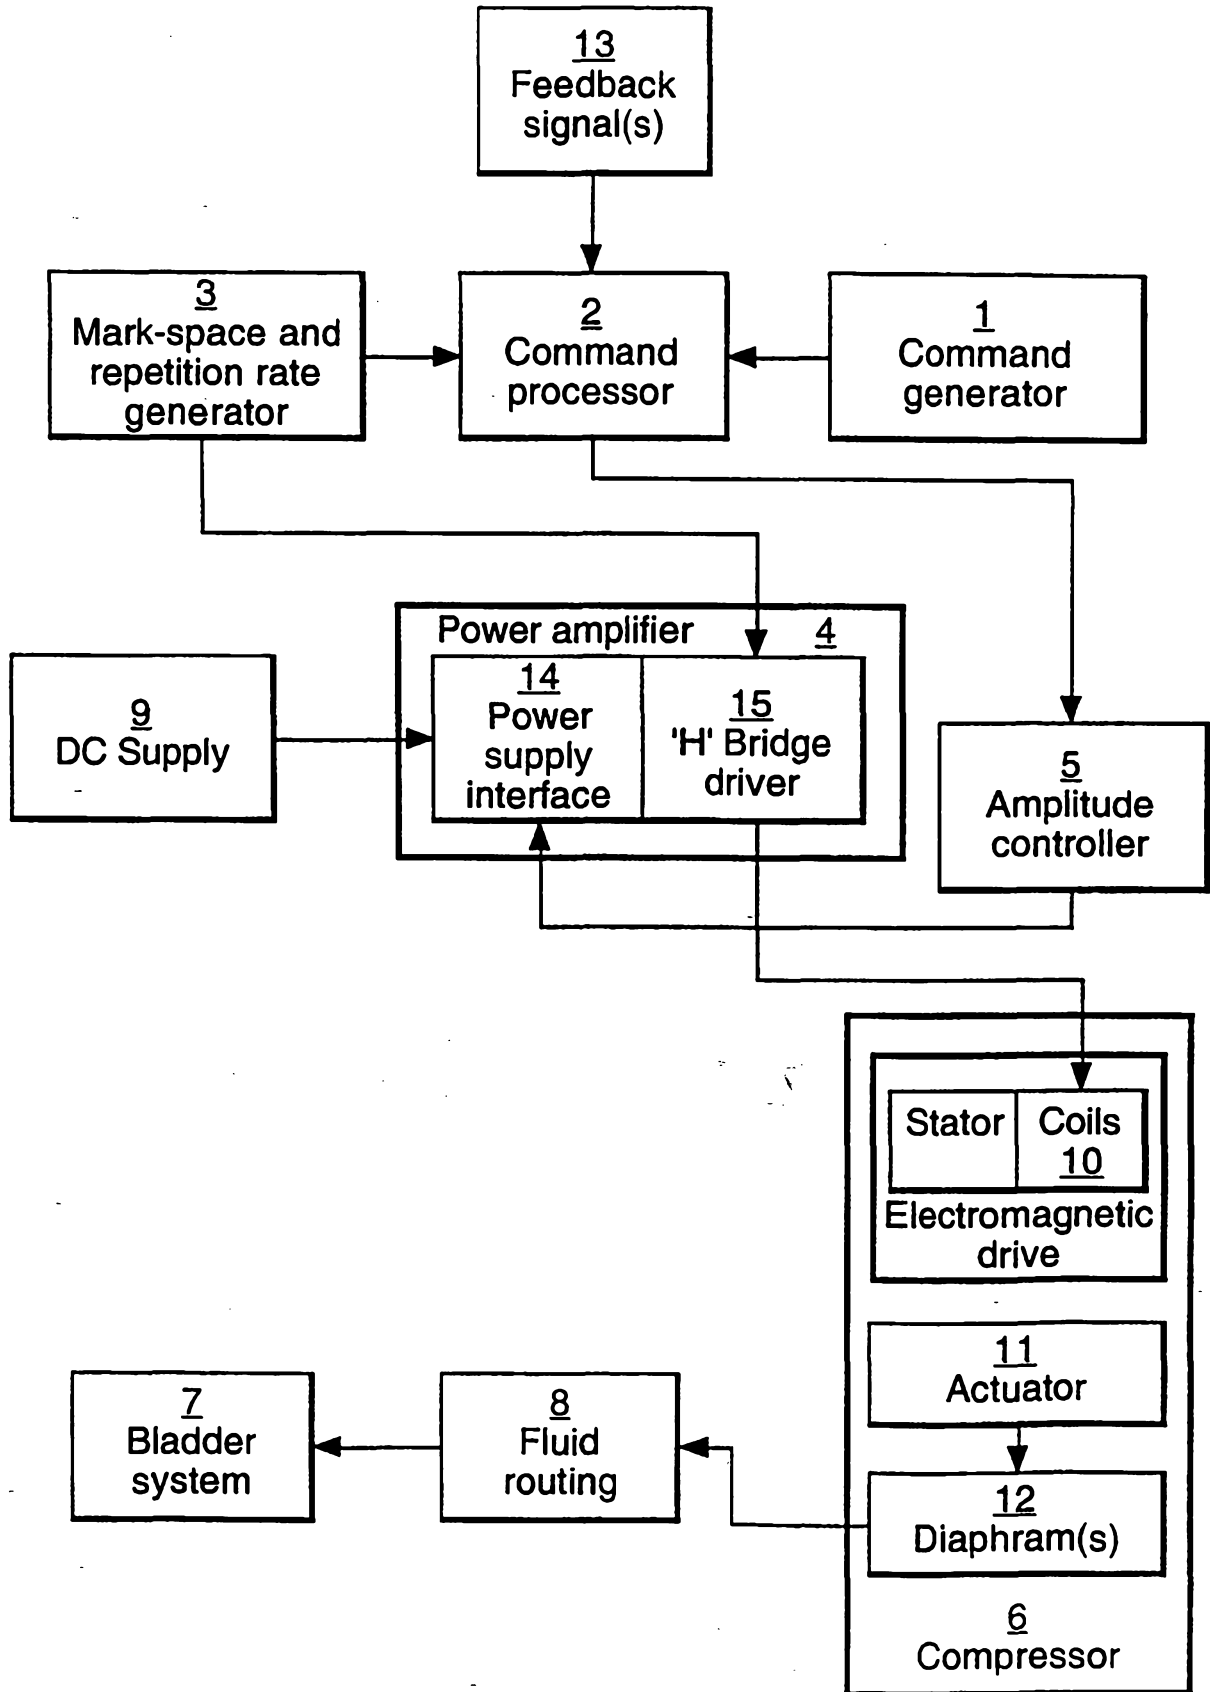 13
Feedback
signal(s)
3
Mark-space and
repetition rate
generator
2
Command
processor
1
Command
generator
Power amplifier 4
9
DC Supply
14
Power
supply
interface
15
'H' Bridge
driver
5
Amplitude
controller
Stator
Coils
10
Electromagnetic
drive
11
Actuator
7
Bladder
system
8
Fluid
routing
12
Diaphram(s)
6
Compressor